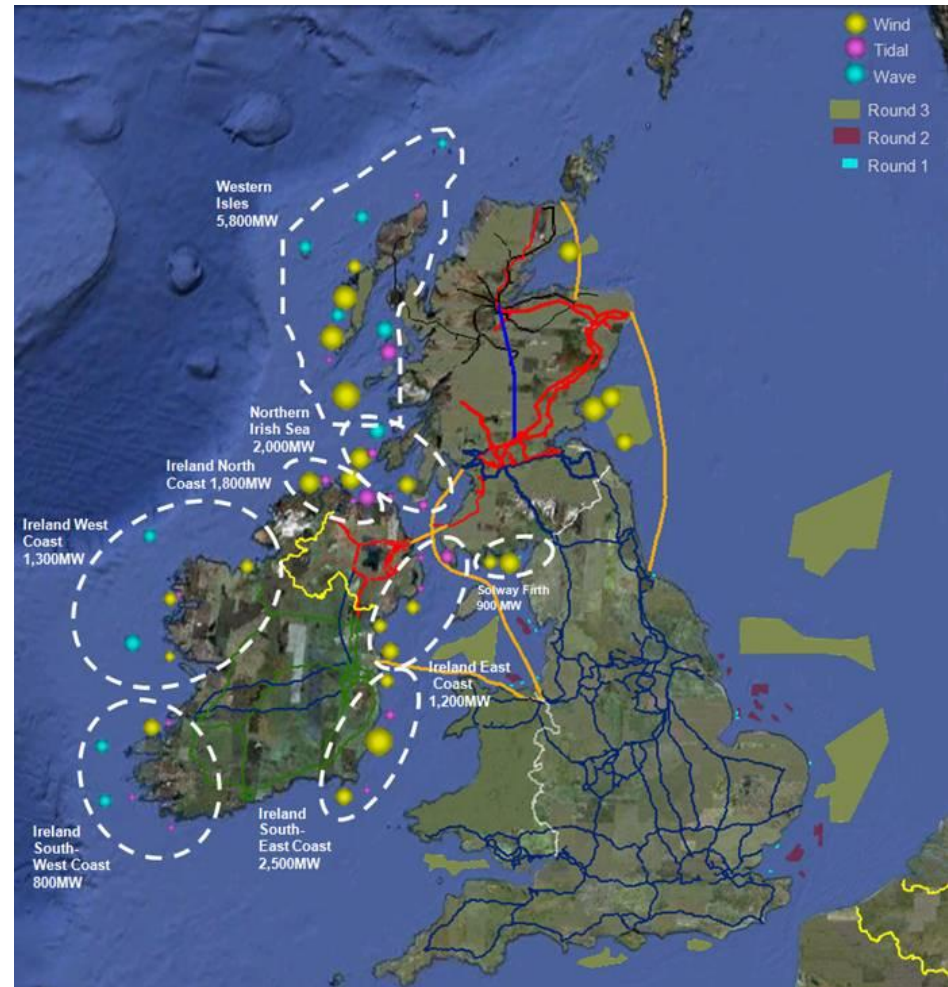 Wind
Tidal
Wave
Round 3
Round 2
Round 1
Western
Isles
5,800MW
Northern
Irish Sea
2,000MW
Ireland North
Coast 1,800MW
Ireland West
Coast
1,300MW
Solway Firth
900 MW
Ireland East
Coast
1,200MW
Ireland
South-
West Coast
800MW
Ireland
South-
East Coast
2,500MW